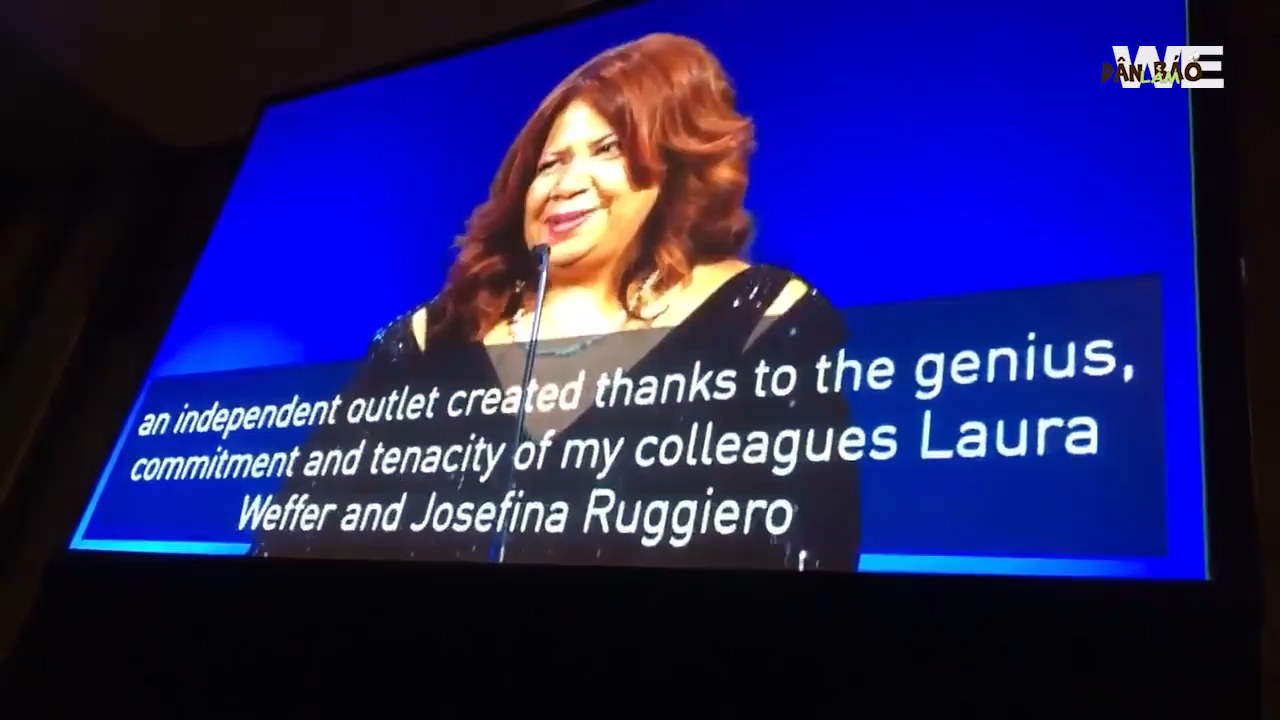 WE
DÂN LÀM BÁO
an independent outlet created thanks to the genius,
commitment and tenacity of my colleagues Laura
Weffer and Josefina Ruggiero